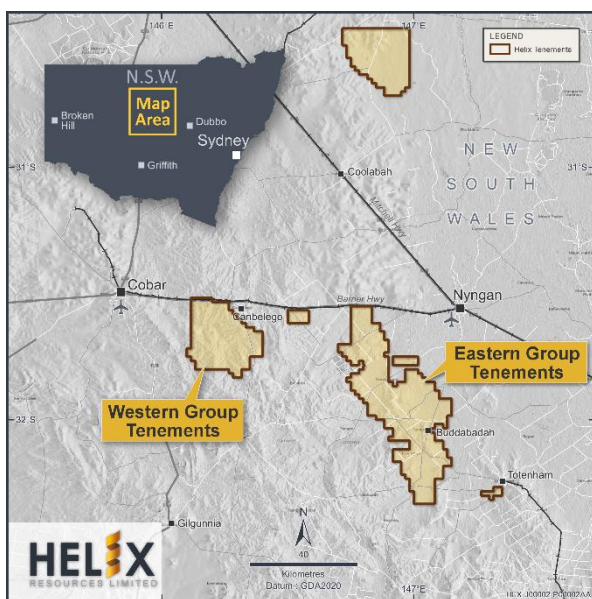 146°E
147°E
LEGEND
Helix Tenements
N.S.W.
Map
Area
Broken
Hill
Dubbo
Sydney
Griffith
31°S
31°S
Coolabah
NEW
SOUTH
WALES
Mitchell Hwy
Cobar
Canbelego
Barrier Hwy
Nyngan
Eastern Group
Tenements
Western Group
Tenements
32°S
32°S
Buddabadah
Tottenham
Gilgunnia
N
40
Kilometres
Datum : GDA2020
HELIX
RESOURCES LIMITED
147°E